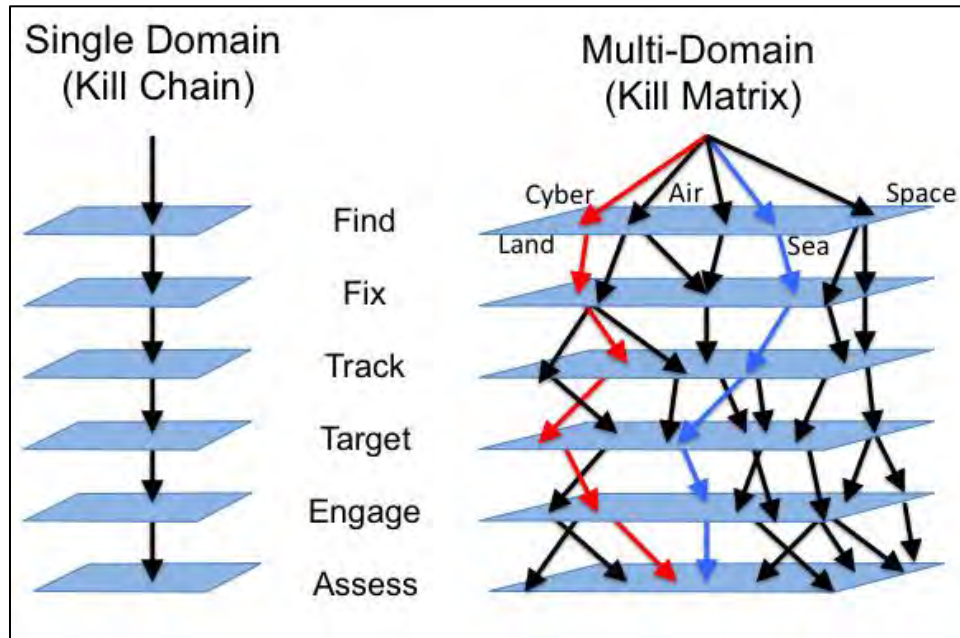 Single Domain
(Kill Chain)
Multi-Domain
(Kill Matrix)
Cyber
Air
Space
Find
Land
Sea
Fix
Track
Target
Engage
Assess